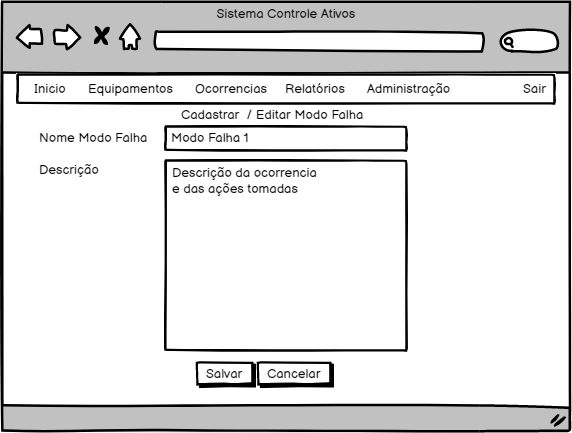 Sistema Controle Ativos
Inicio Equipamentos Ocorrencias Relatórios Administração Sair
Cadastrar / Editar Modo Falha
Nome Modo Falha Modo Falha 1
Descrição Descrição da ocorrencia
e das ações tomadas
Salvar Cancelar